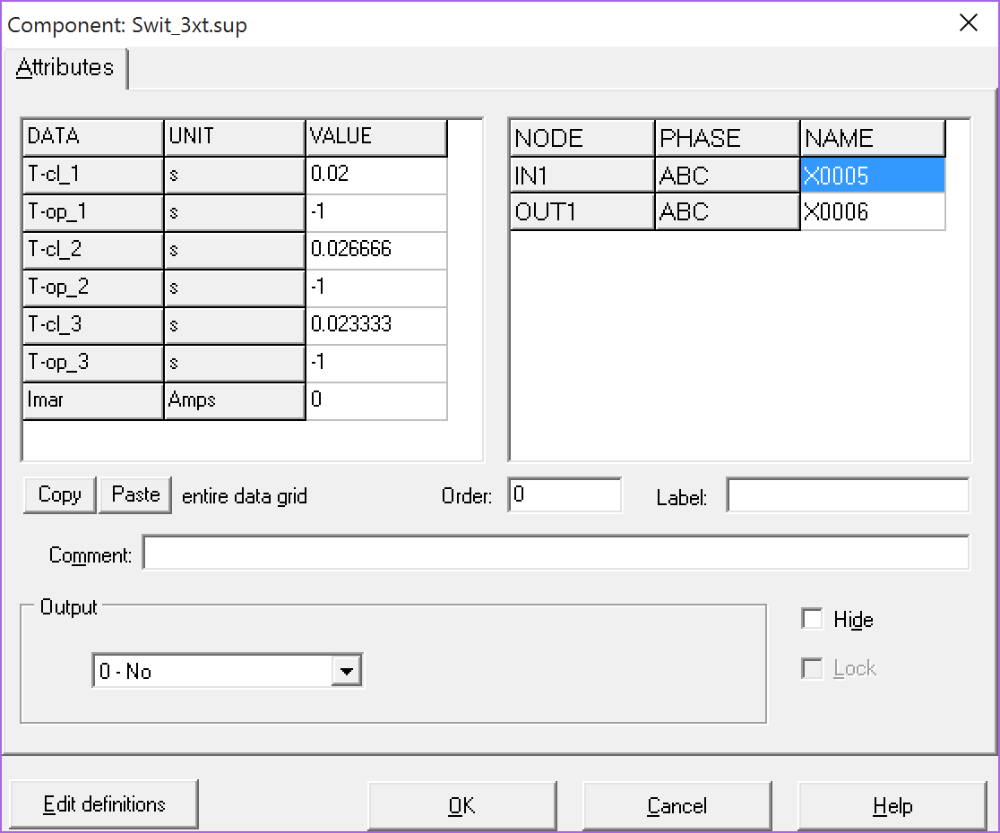 Component: Swit_3xt.sup
Attributes
DATA UNIT VALUE
T-cl_1 s 0.02
T-op_1 s -1
T-cl_2 s 0.026666
T-op_2 s -1
T-cl_3 s 0.023333
T-op_3 s -1
Imar Amps 0
NODE PHASE NAME
IN1 ABC X0005
OUT1 ABC X0006
Copy Paste entire data grid Order: 0 Label:
Comment:
Output
0 - No
Hide
Lock
Edit definitions OK Cancel Help